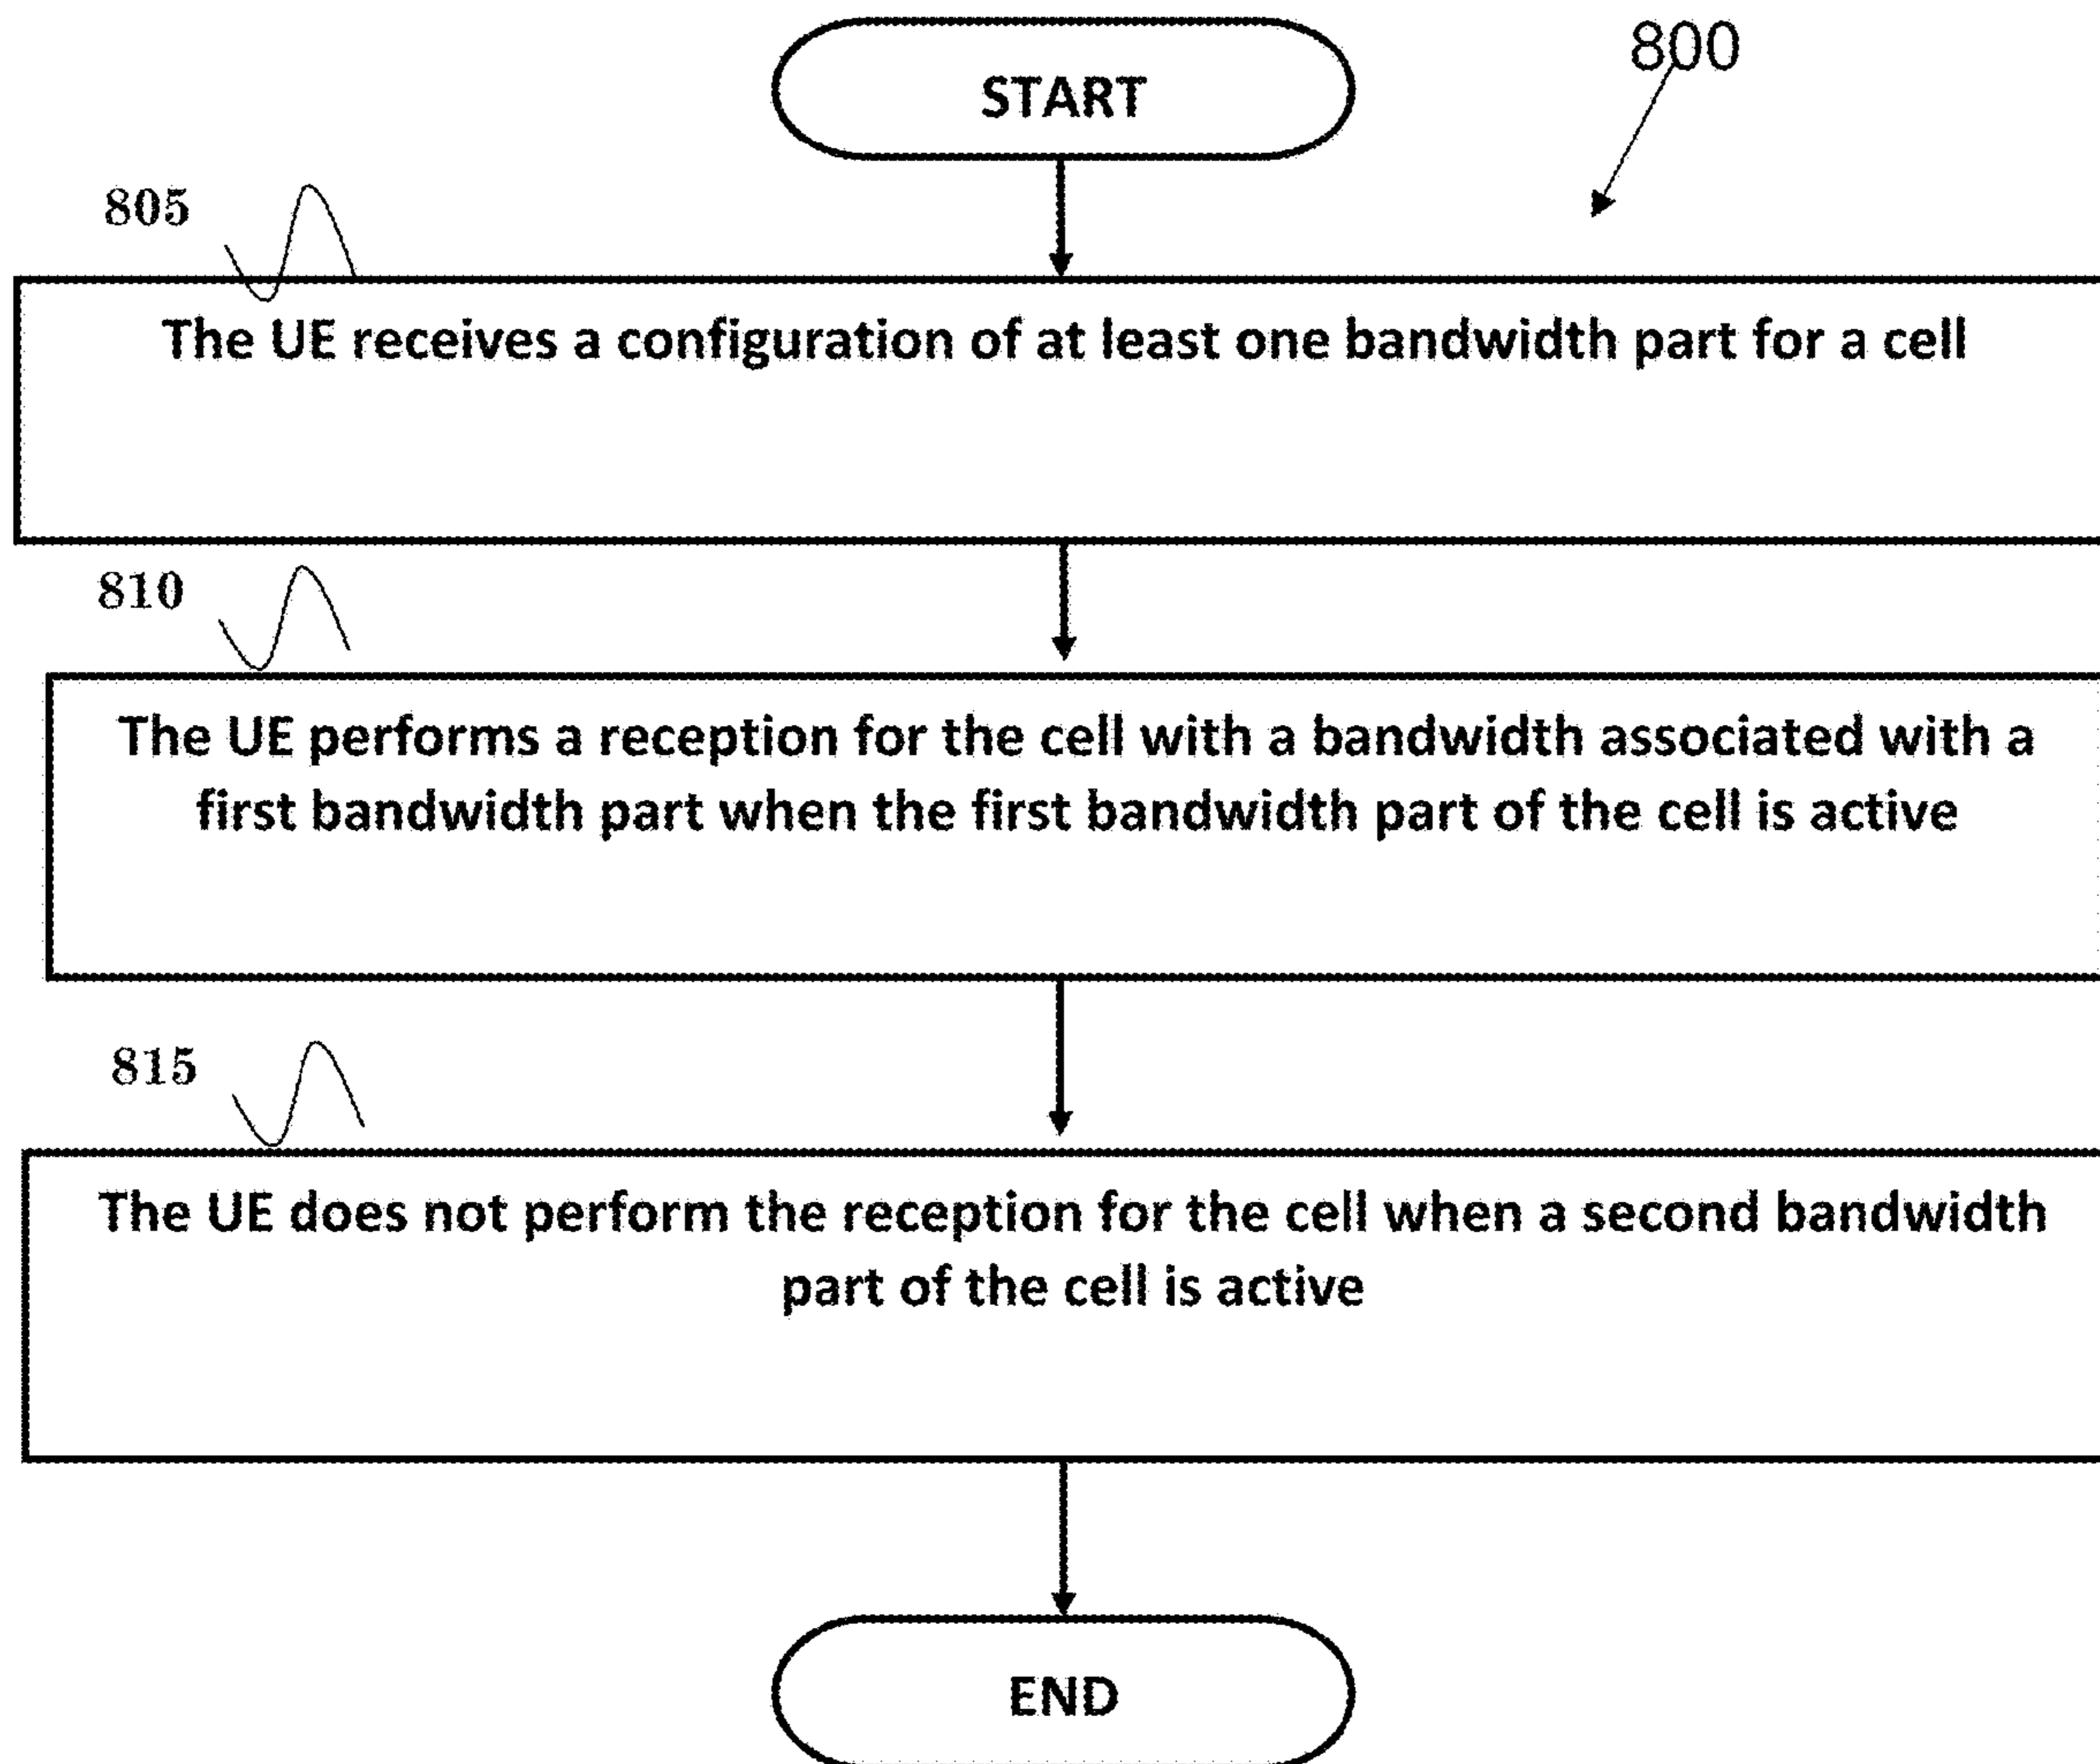 START
800
805
The UE receives a configuration of at least one bandwidth part for a cell
810
The UE performs a reception for the cell with a bandwidth associated with a
first bandwidth part when the first bandwidth part of the cell is active
815
The UE does not perform the reception for the cell when a second bandwidth
part of the cell is active
END